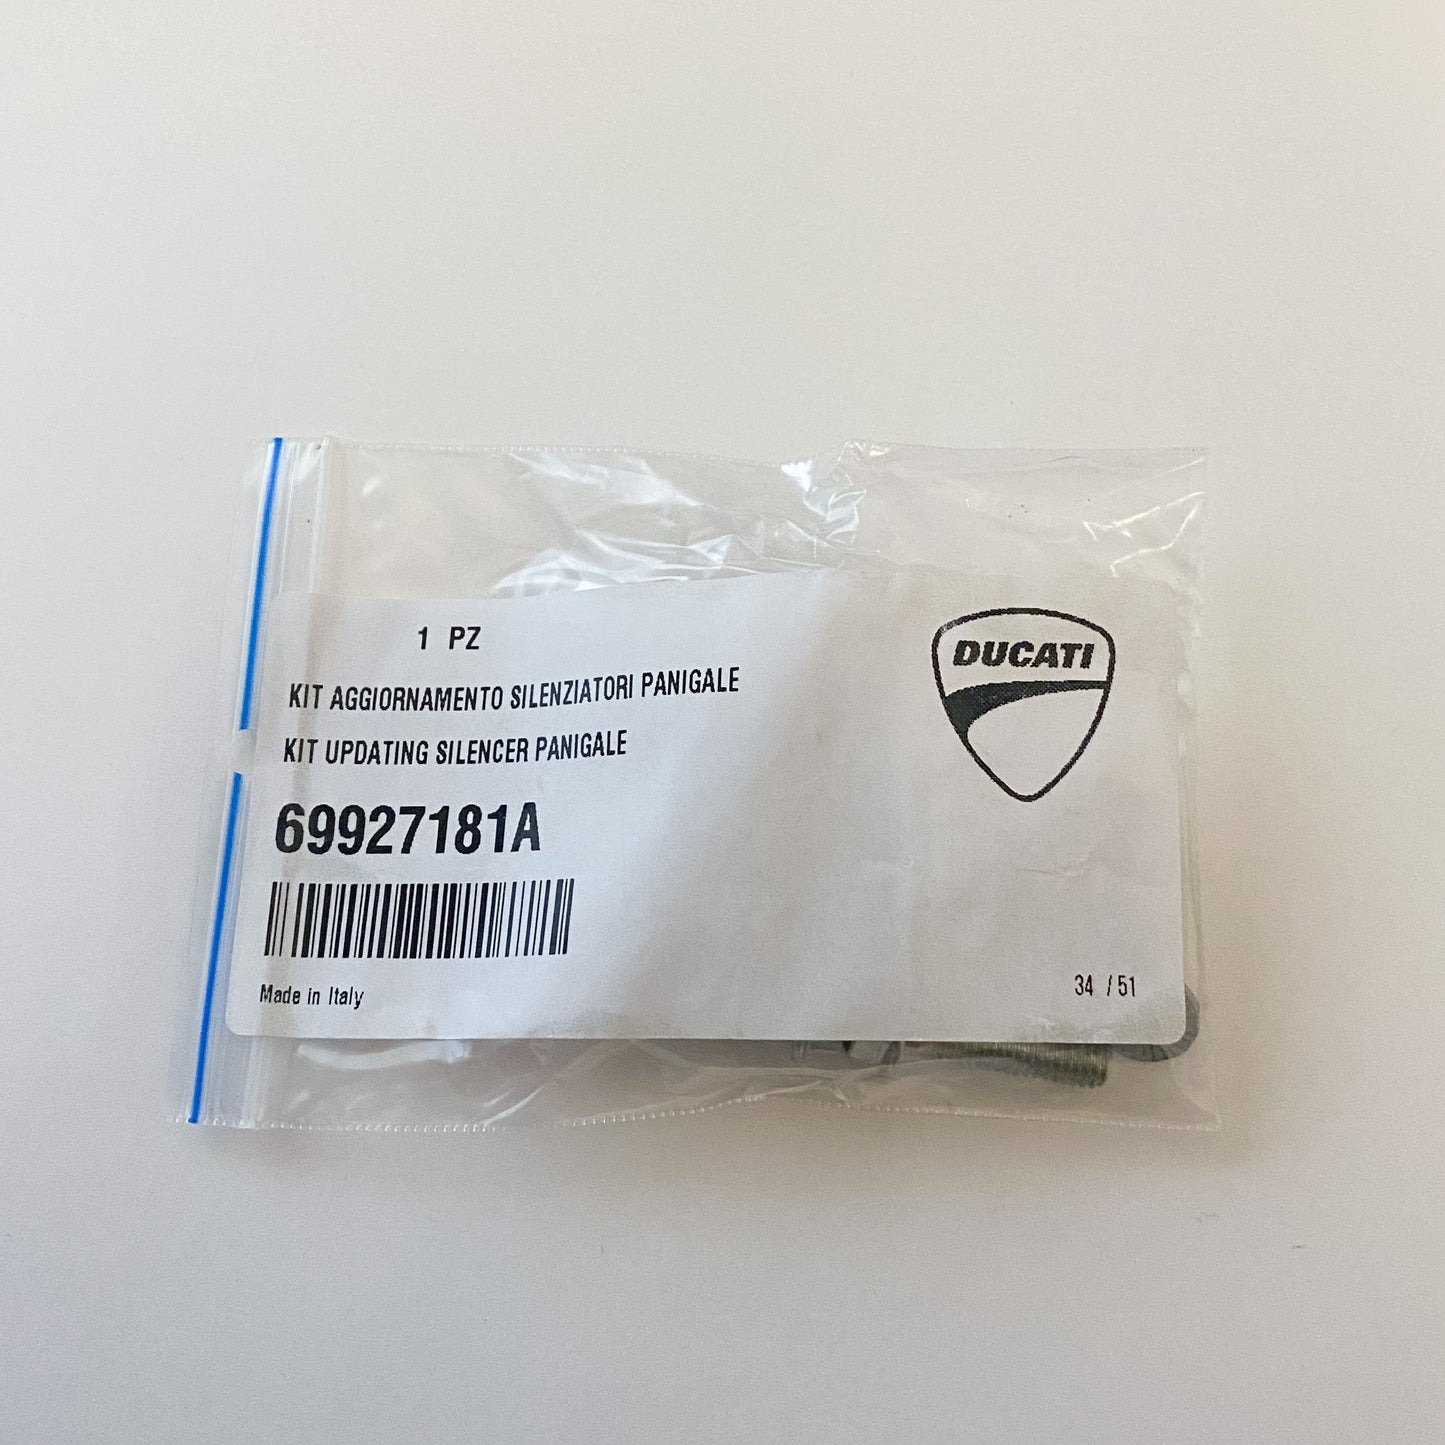 1 PZ
KIT AGGIORNAMENTO SILENZIATORI PANIGALE
KIT UPDATING SILENCER PANIGALE
69927181A
Made in Italy
DUCATI
34 / 51